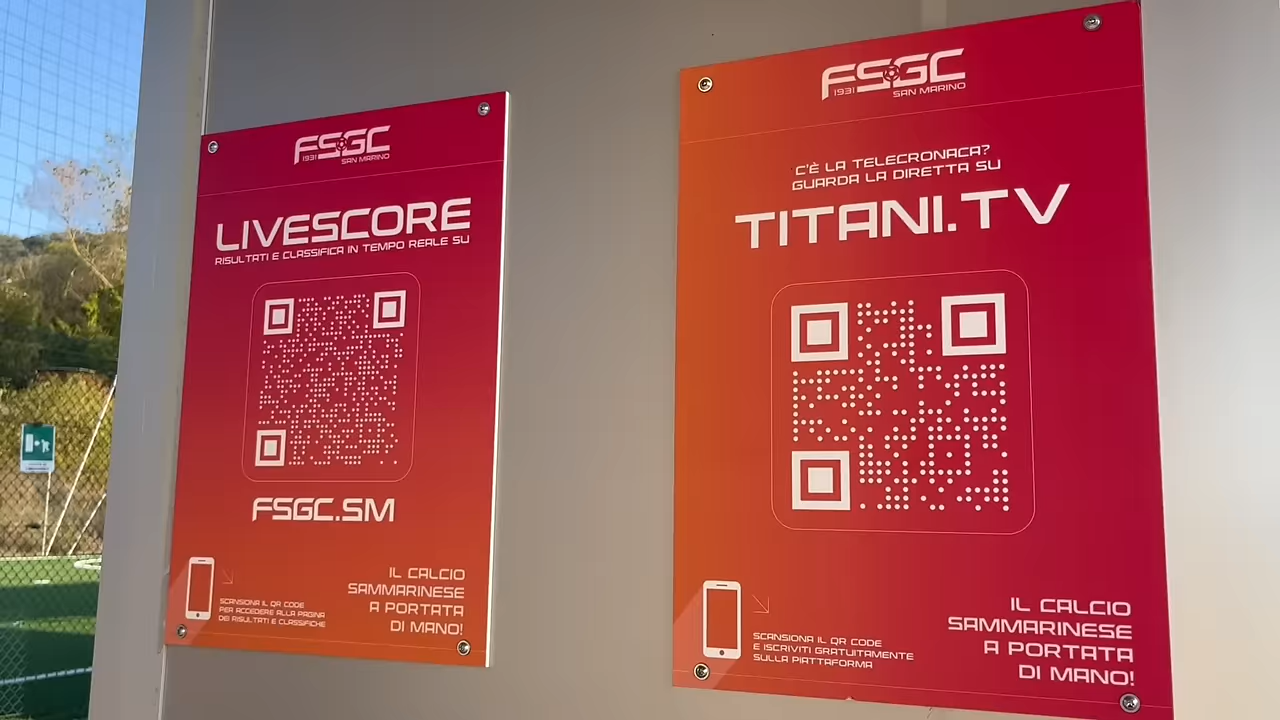 FSGC
1931 SAN MARINO
LIVESCORE
RISULTATI E CLASSIFICA IN TEMPO REALE SU
FSGC.SM
SCANSIONA IL QR CODE
PER ACCEDERE ALLA PAGINA
DEI RISULTATI E CLASSIFICHE
IL CALCIO
SAMMARINESE
A PORTATA
DI MANO!
FSGC
1931 SAN MARINO
C'È LA TELECRONACA?
GUARDA LA DIRETTA SU
TITANI.TV
SCANSIONA IL QR CODE
E ISCRIVITI GRATUITAMENTE
SULLA PIATTAFORMA
IL CALCIO
SAMMARINESE
A PORTATA
DI MANO!